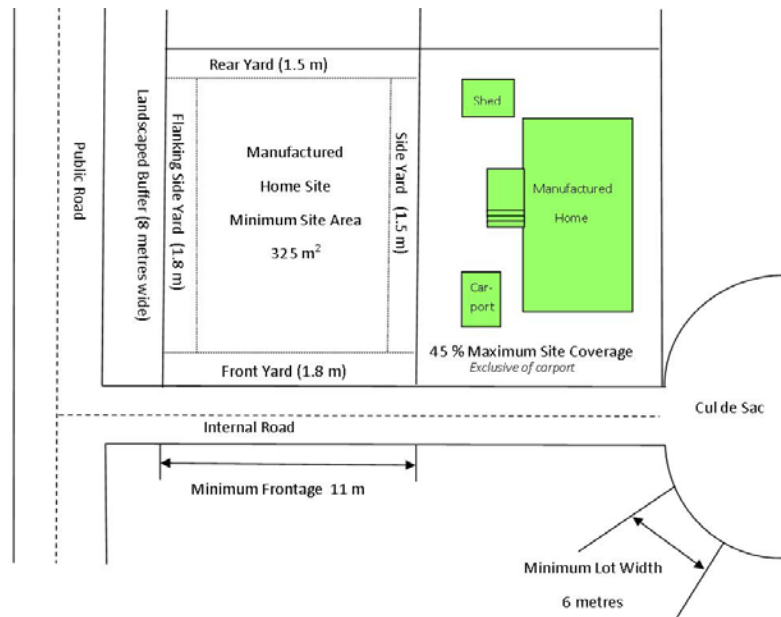 Rear Yard (1.5 m)
Public Road
Landscaped Buffer (8 metres wide)
Flanking Side Yard (1.8 m)
Manufactured
Home Site
Minimum Site Area
325 m²
Side Yard (1.5 m)
Shed
Manufactured
Home
Car-
port
45 % Maximum Site Coverage
Exclusive of carport
Front Yard (1.8 m)
Cul de Sac
Internal Road
Minimum Frontage 11 m
Minimum Lot Width
6 metres